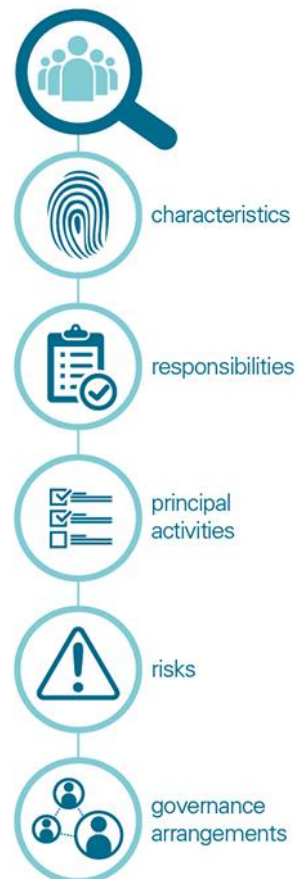 characteristics
responsibilities
principal
activities
risks
governance
arrangements